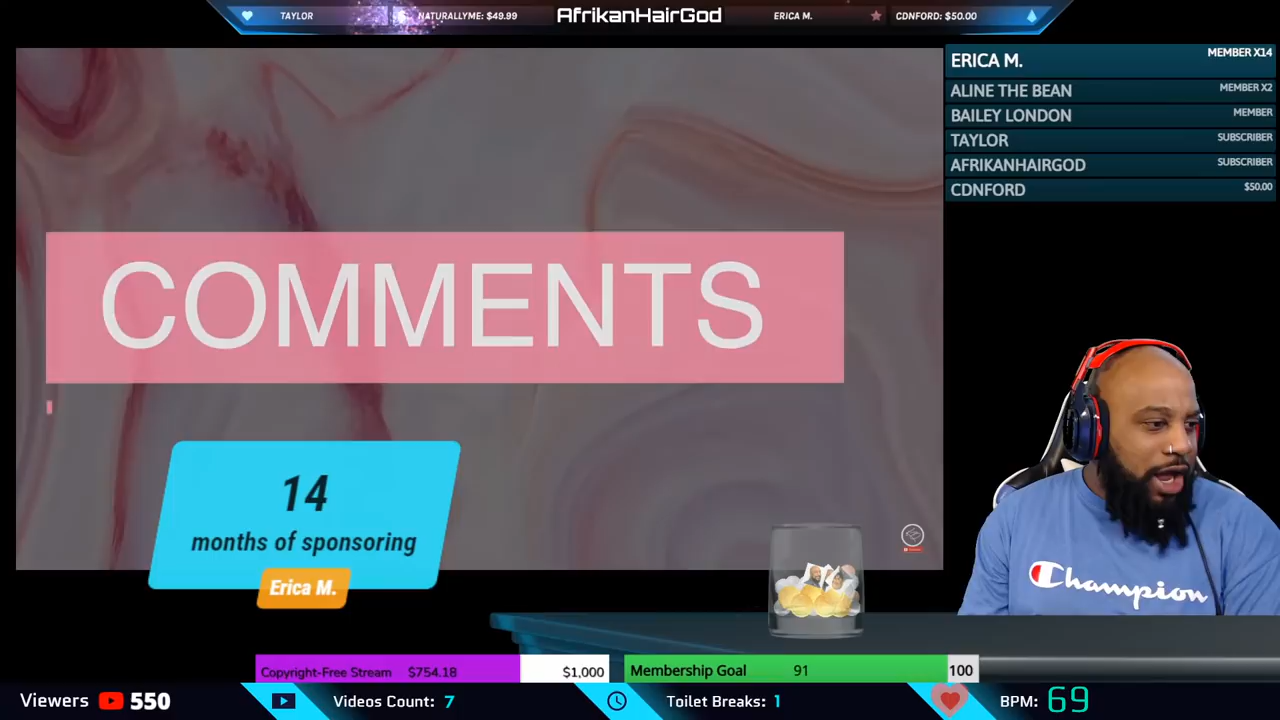 TAYLOR
NATURALLYME: $49.99
AfrikanHairGod
ERICA M.
CDNFORD: $50.00
ERICA M. MEMBER X14
ALINE THE BEAN MEMBER X2
BAILEY LONDON MEMBER
TAYLOR SUBSCRIBER
AFRIKANHAIRGOD SUBSCRIBER
CDNFORD $50.00
COMMENTS
14
months of sponsoring
Erica M.
Champion
Copyright-Free Stream $754.18 $1,000
Membership Goal 91 100
Viewers 550
Videos Count: 7
Toilet Breaks: 1
BPM: 69